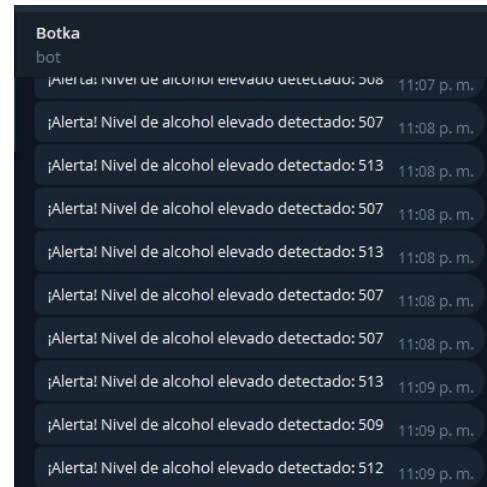 Botka
bot
¡Alerta! Nivel de alcohol elevado detectado: 508 11:07 p. m.
¡Alerta! Nivel de alcohol elevado detectado: 507 11:08 p. m.
¡Alerta! Nivel de alcohol elevado detectado: 513 11:08 p. m.
¡Alerta! Nivel de alcohol elevado detectado: 507 11:08 p. m.
¡Alerta! Nivel de alcohol elevado detectado: 513 11:08 p. m.
¡Alerta! Nivel de alcohol elevado detectado: 507 11:08 p. m.
¡Alerta! Nivel de alcohol elevado detectado: 507 11:08 p. m.
¡Alerta! Nivel de alcohol elevado detectado: 513 11:09 p. m.
¡Alerta! Nivel de alcohol elevado detectado: 509 11:09 p. m.
¡Alerta! Nivel de alcohol elevado detectado: 512 11:09 p. m.